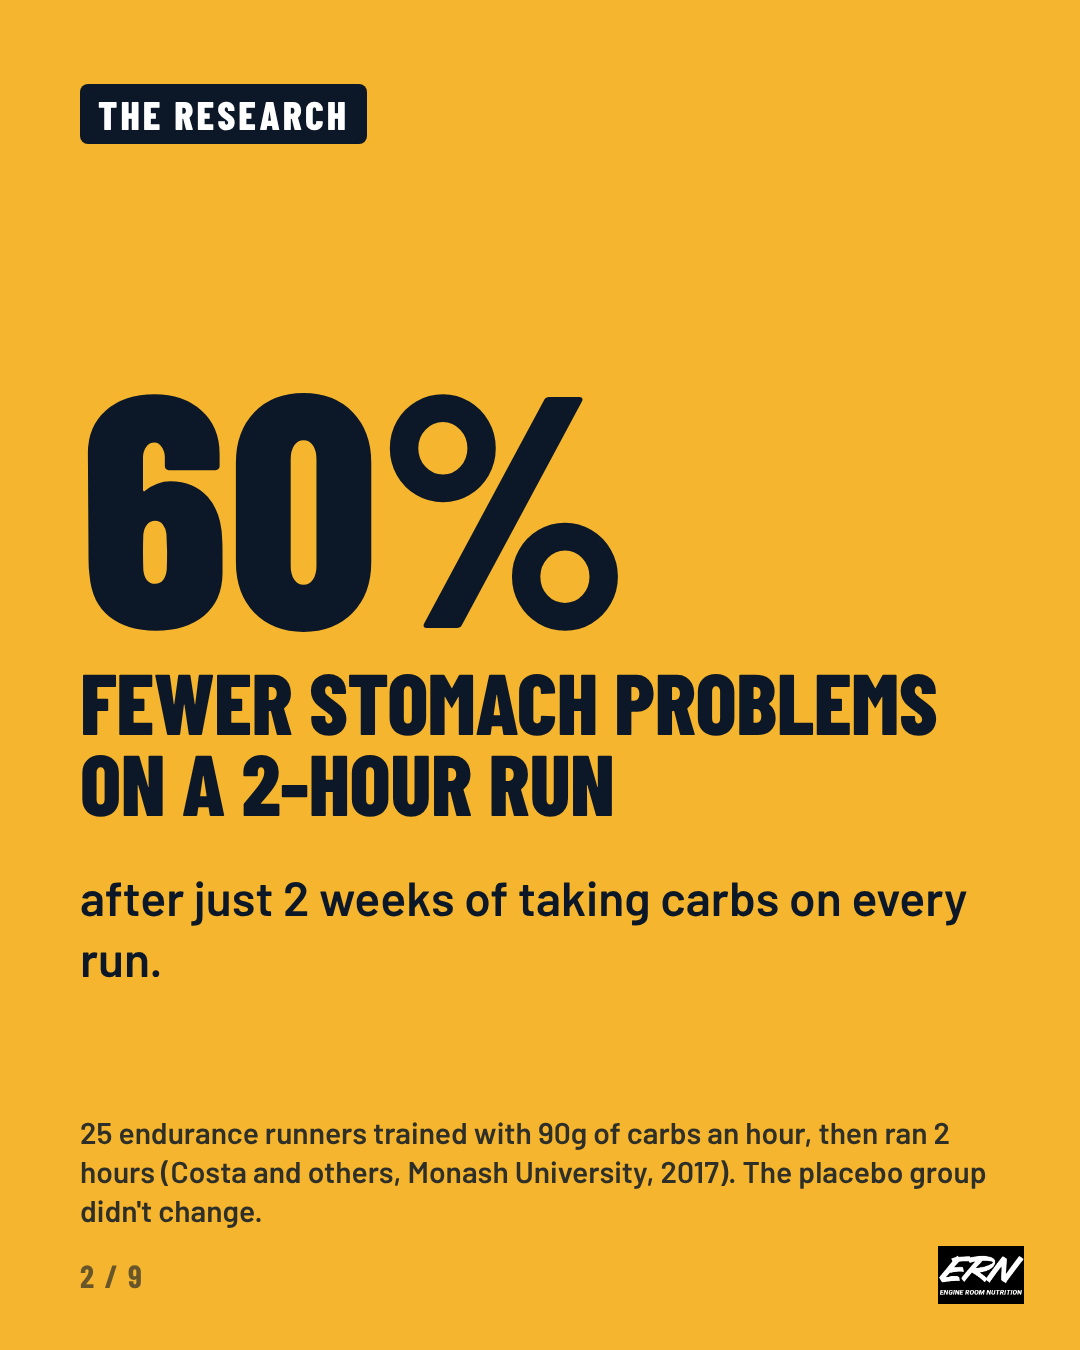 THE RESEARCH
60%
FEWER STOMACH PROBLEMS
ON A 2-HOUR RUN
after just 2 weeks of taking carbs on every
run.
25 endurance runners trained with 90g of carbs an hour, then ran 2
hours (Costa and others, Monash University, 2017). The placebo group
didn't change.
2 / 9
ERN
ENGINE ROOM NUTRITION